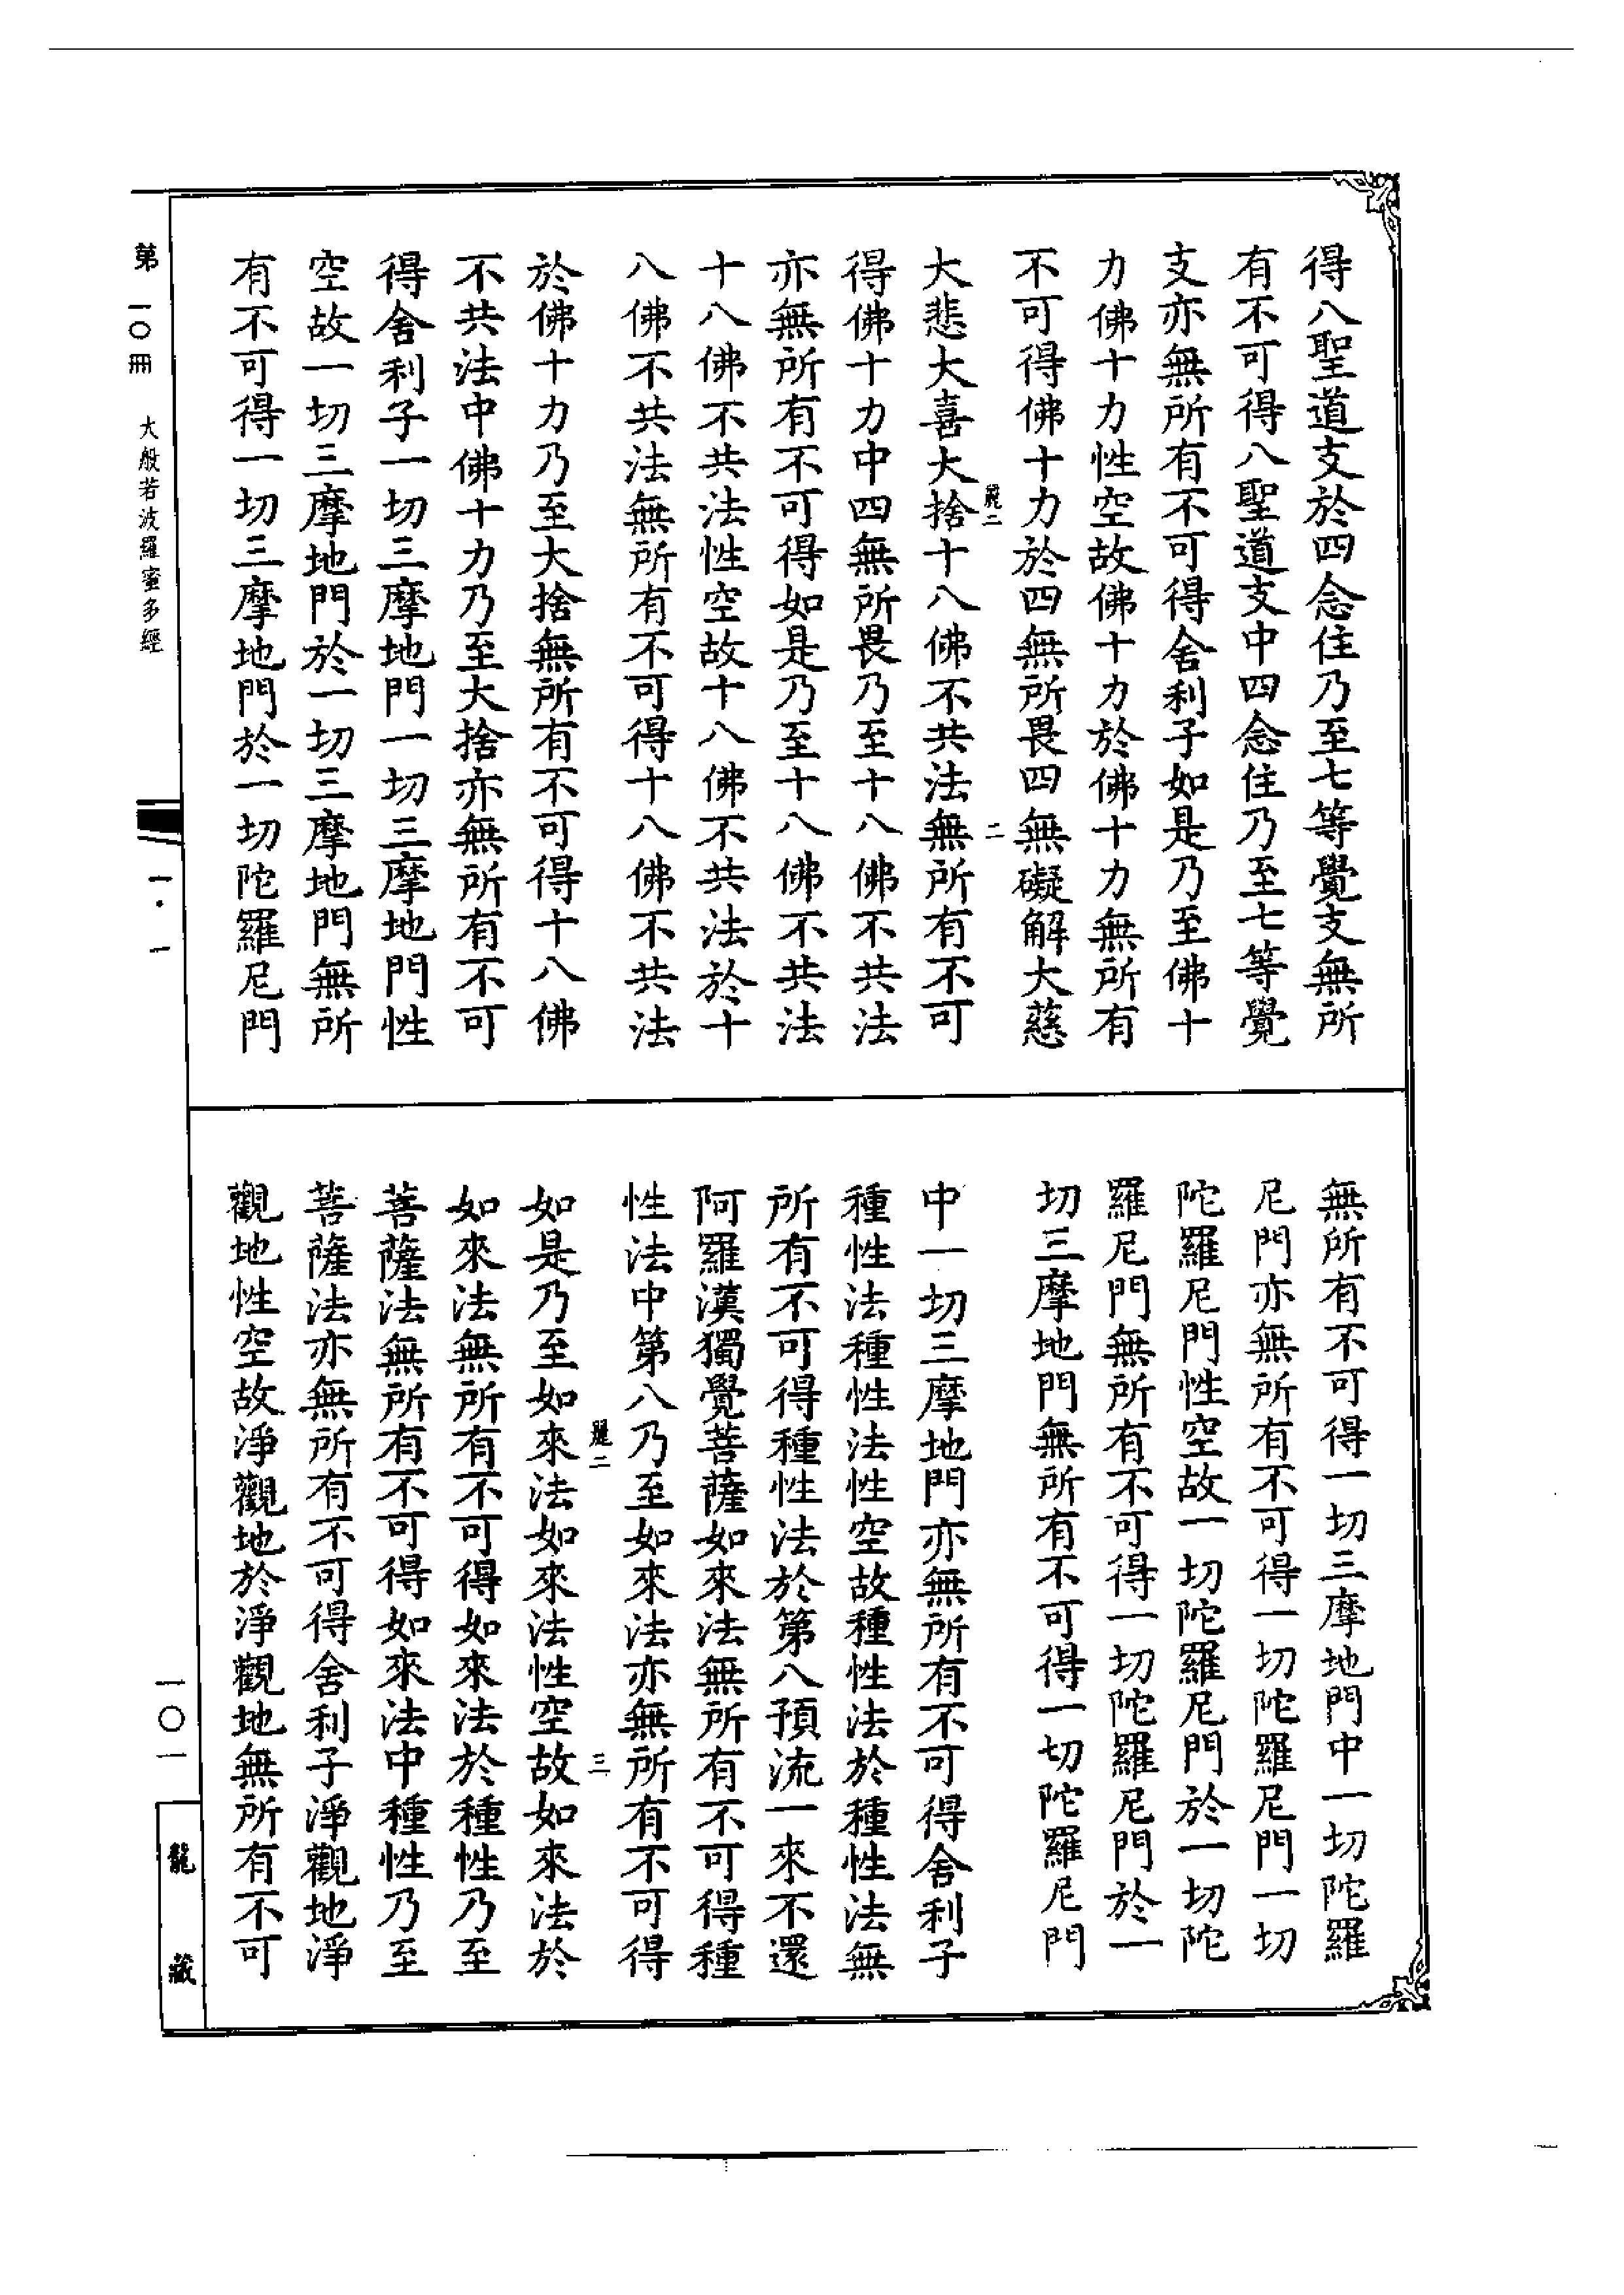 得八聖道支於四念住乃至七等覺支無所
有不可得八聖道支中四念住乃至七等覺
支亦無所有不可得舍利子如是乃至佛十
力佛十力性空故佛十力於佛十力無所有
不可得佛十力於四無所畏四無礙解大慈
麗二 二
大悲大喜大捨十八佛不共法無所有不可
得佛十力中四無所畏乃至十八佛不共法
亦無所有不可得如是乃至十八佛不共法
十八佛不共法性空故十八佛不共法於十
八佛不共法無所有不可得十八佛不共法
於佛十力乃至大捨無所有不可得十八佛
不共法中佛十力乃至大捨亦無所有不可
得舍利子一切三摩地門一切三摩地門性
空故一切三摩地門於一切三摩地門無所
有不可得一切三摩地門於一切陀羅尼門
無所有不可得一切三摩地門中一切陀羅
尼門亦無所有不可得一切陀羅尼門一切
陀羅尼門性空故一切陀羅尼門於一切陀
羅尼門無所有不可得一切陀羅尼門於一
切三摩地門無所有不可得一切陀羅尼門
中一切三摩地門亦無所有不可得舍利子
種性法種性法性空故種性法於種性法無
所有不可得種性法於第八預流一來不還
阿羅漢獨覺菩薩如來法無所有不可得種
性法中第八乃至如來法亦無所有不可得
麗二 三
如是乃至如來法如來法性空故如來法於
如來法無所有不可得如來法於種性乃至
菩薩法無所有不可得如來法中種性乃至
菩薩法亦無所有不可得舍利子淨觀地淨
觀地性空故淨觀地於淨觀地無所有不可
第一〇冊 大般若波羅蜜多經 一·一 一〇一
龍藏